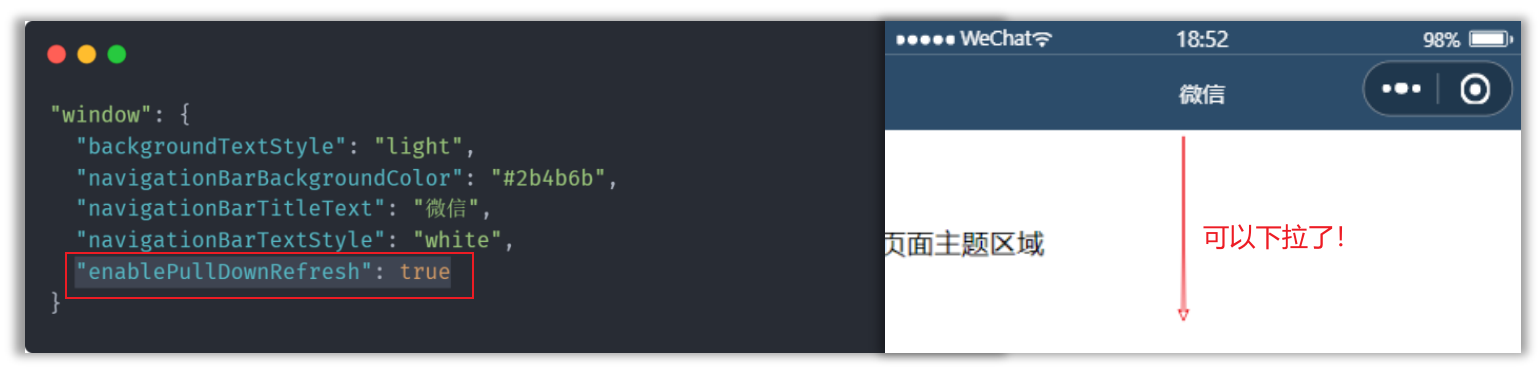 "window": {
"backgroundTextStyle": "light",
"navigationBarBackgroundColor": "#2b4b6b",
"navigationBarTitleText": "微信",
"navigationBarTextStyle": "white",
"enablePullDownRefresh": true
}
WeChat 18:52 98%
微信
页面主题区域
可以下拉了!